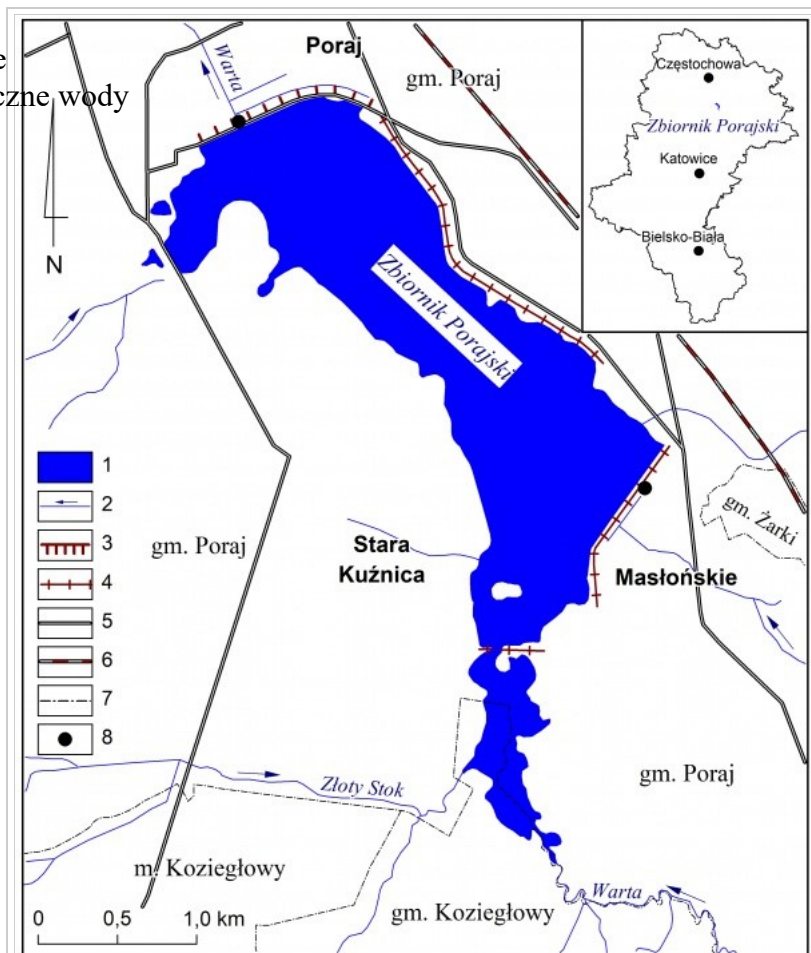 e
czne wody
Warta
Poraj
gm. Poraj
Częstochowa
Zbiornik Porajski
Katowice
Bielsko-Biała
N
Zbiornik Porajski
1
2
3
4
5
6
7
8
gm. Poraj
Stara
Kuźnica
Masłońskie
gm. Żarki
gm. Poraj
Złoty Stok
m. Koziegłowy
gm. Koziegłowy
Warta
0 0,5 1,0 km